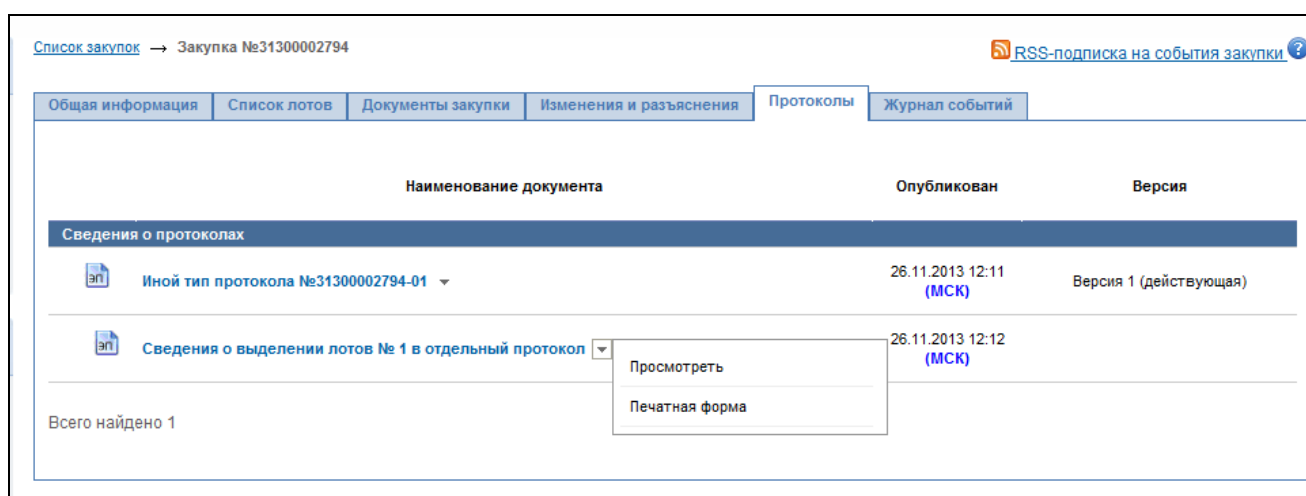 Список закупок → Закупка №31300002794
RSS-подписка на события закупки ?
Общая информация Список лотов Документы закупки Изменения и разъяснения Протоколы Журнал событий
Наименование документа Опубликован Версия
Сведения о протоколах
эп Иной тип протокола №31300002794-01 26.11.2013 12:11 Версия 1 (действующая)
(МСК)
эп Сведения о выделении лотов № 1 в отдельный протокол 26.11.2013 12:12
(МСК)
Просмотреть
Печатная форма
Всего найдено 1